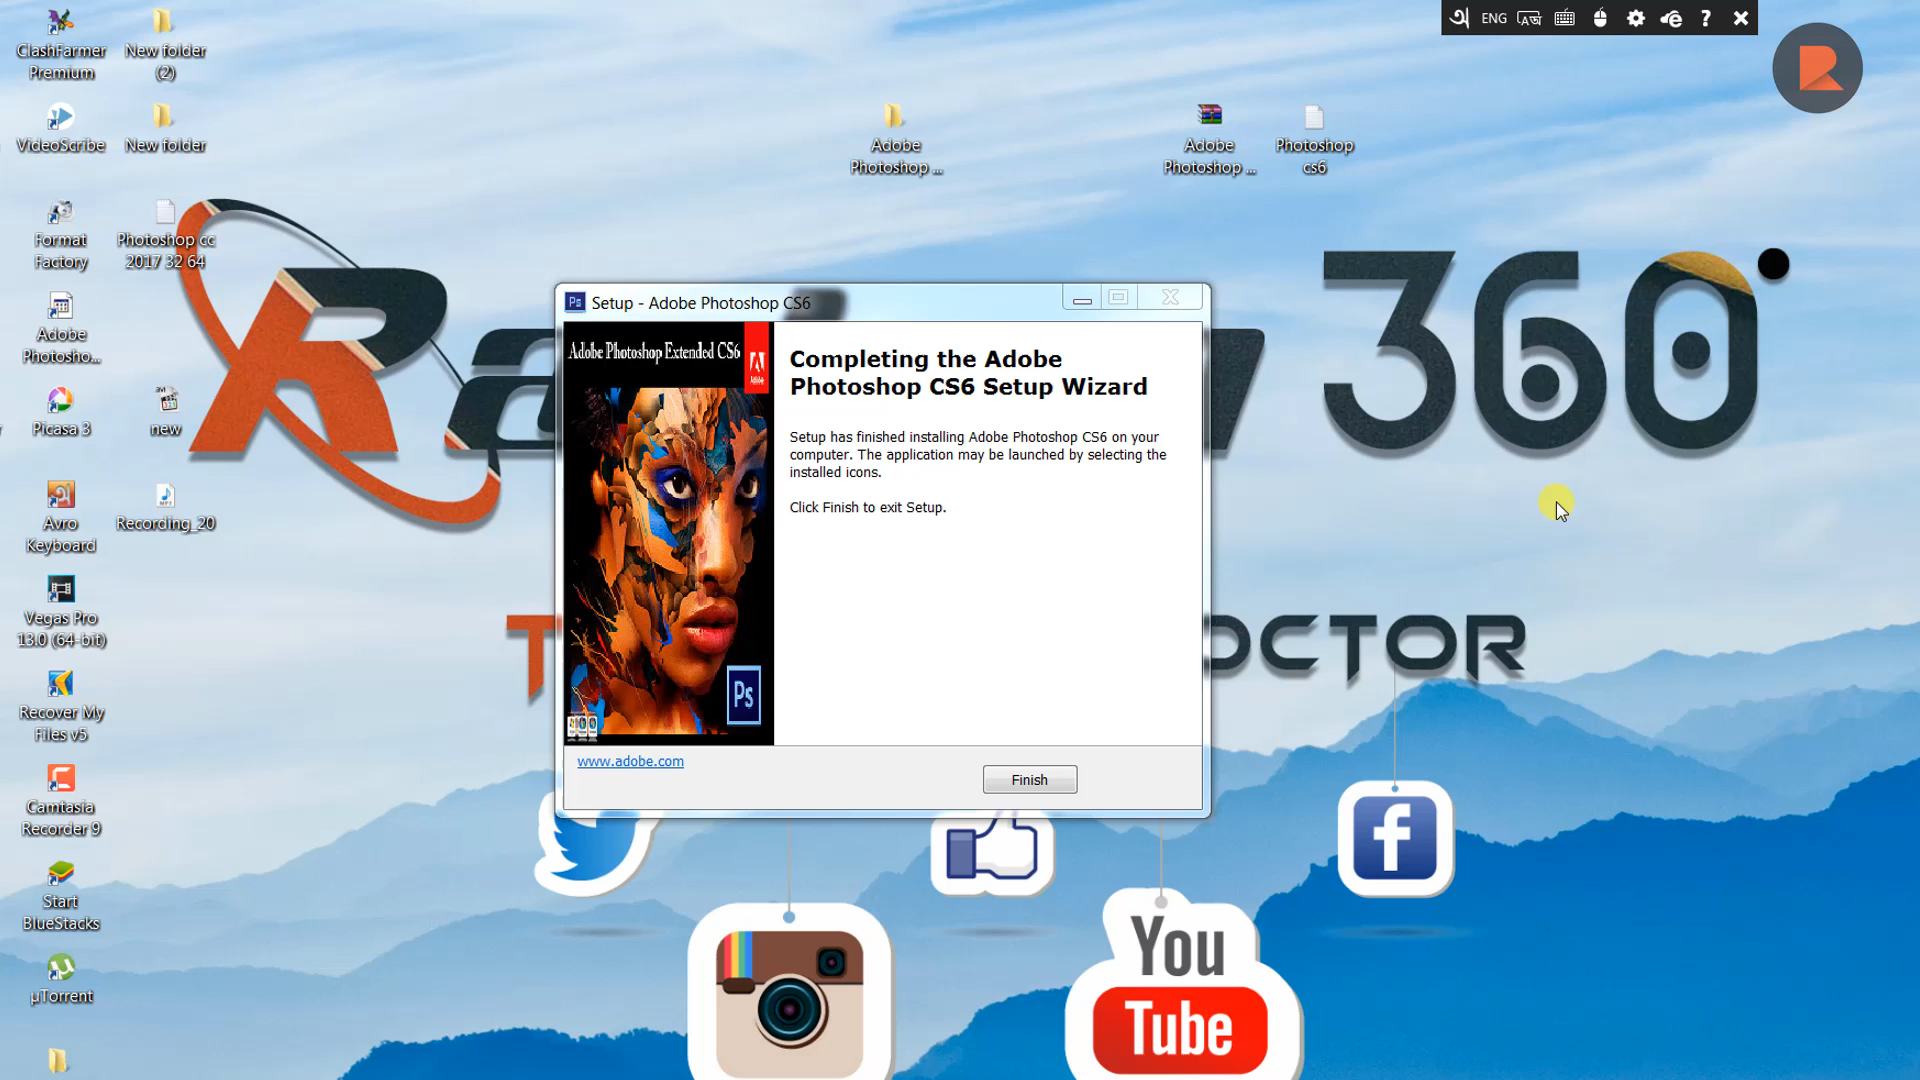 ENG
ClashFarmer
Premium
New folder
(2)
VideoScribe
New folder
Adobe
Photoshop ...
Adobe
Photoshop ...
Photoshop
cs6
Format
Factory
Photoshop cc
2017 32 64
Adobe
Photosho...
Picasa 3
new
Avro
Keyboard
Recording_20
Vegas Pro
13.0 (64-bit)
Recover My
Files v5
Camtasia
Recorder 9
Start
BlueStacks
µTorrent
360
Setup - Adobe Photoshop CS6
Adobe Photoshop Extended CS6
Adobe
Ps
Completing the Adobe
Photoshop CS6 Setup Wizard
Setup has finished installing Adobe Photoshop CS6 on your
computer. The application may be launched by selecting the
installed icons.
Click Finish to exit Setup.
www.adobe.com
Finish
OCTOR
You
Tube